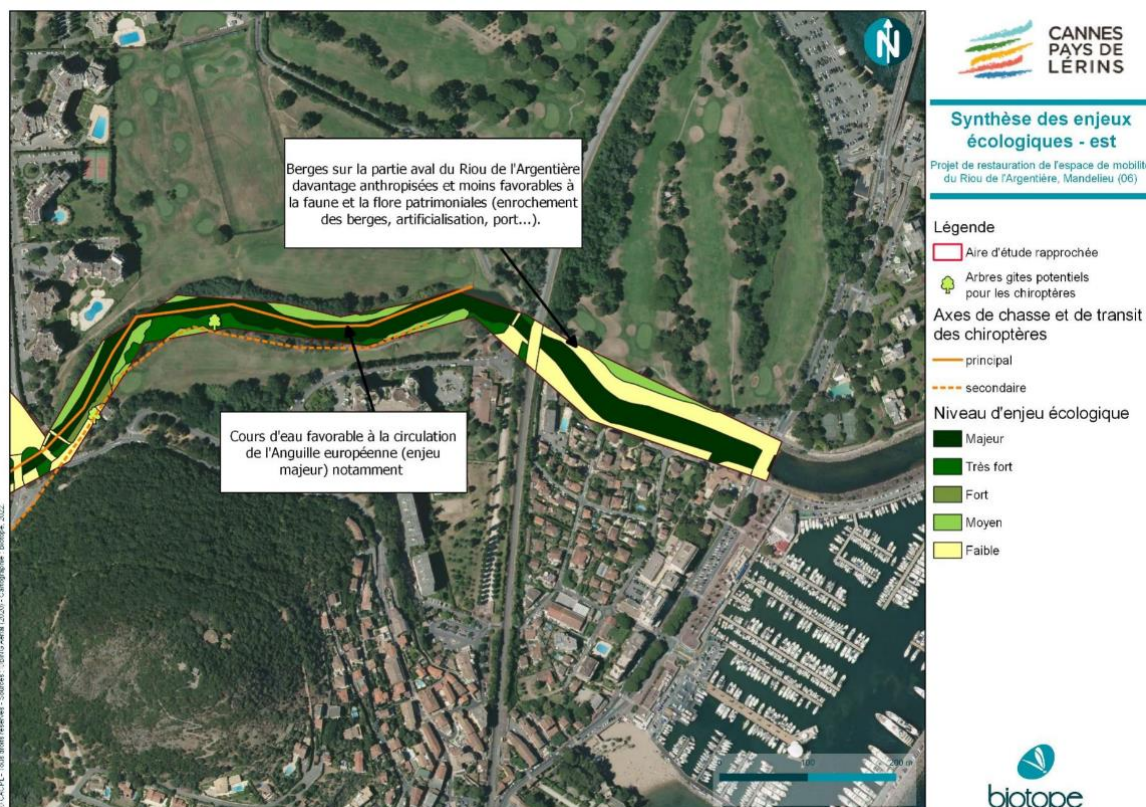 Berges sur la partie aval du Riou de l'Argentière
davantage anthropisées et moins favorables à
la faune et la flore patrimoniales (enrochement
des berges, artificialisation, port...).
Cours d'eau favorable à la circulation
de l'Anguille européenne (enjeu
majeur) notamment
N
CANNES
PAYS DE
LÉRINS
Synthèse des enjeux
écologiques - est
Projet de restauration de l'espace de mobilité
du Riou de l'Argentière, Mandelieu (06)
Légende
Aire d'étude rapprochée
Arbres gites potentiels
pour les chiroptères
Axes de chasse et de transit
des chiroptères
principal
secondaire
Niveau d'enjeu écologique
Majeur
Très fort
Fort
Moyen
Faible
0 100 200 m
biotope